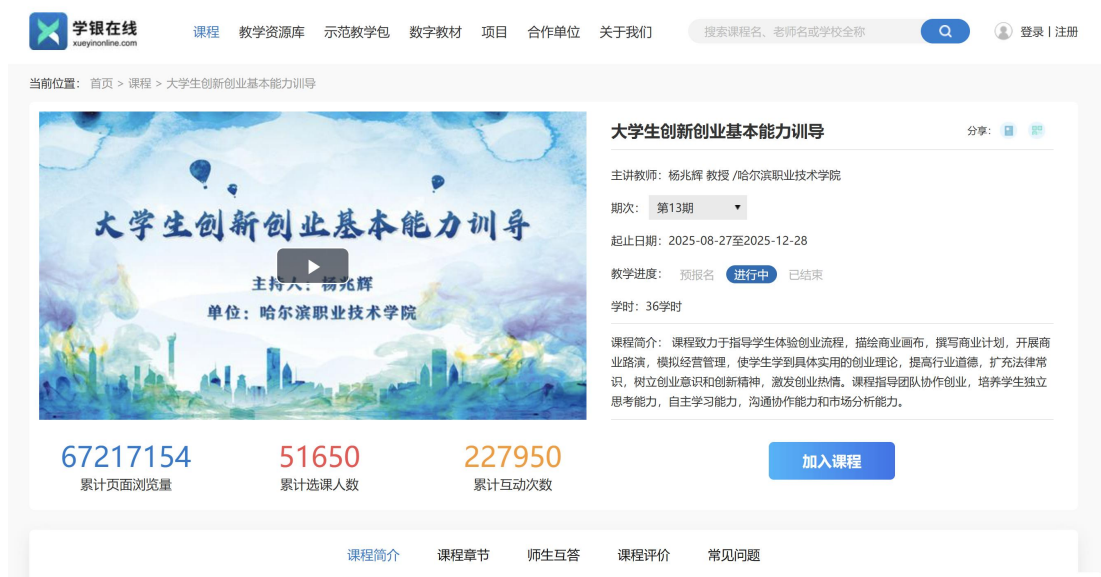 学银在线
xueyinonline.com
课程 教学资源库 示范教学包 数字教材 项目 合作单位 关于我们
搜索课程名、老师名或学校全称
登录 | 注册
当前位置： 首页 > 课程 > 大学生创新创业基本能力训导
大学生创新创业基本能力训导
主持人：杨兆辉
单位：哈尔滨职业技术学院
67217154
累计页面浏览量
51650
累计选课人数
227950
累计互动次数
大学生创新创业基本能力训导
分享：
主讲教师：杨兆辉 教授 /哈尔滨职业技术学院
期次： 第13期
起止日期：2025-08-27至2025-12-28
教学进度： 预报名 进行中 已结束
学时：36学时
课程简介： 课程致力于指导学生体验创业流程，描绘商业画布，撰写商业计划，开展商
业路演，模拟经营管理，使学生学到具体实用的创业理论，提高行业道德，扩充法律常
识，树立创业意识和创新精神，激发创业热情。课程指导团队协作创业，培养学生独立
思考能力，自主学习能力，沟通协作能力和市场分析能力。
加入课程
课程简介 课程章节 师生互答 课程评价 常见问题